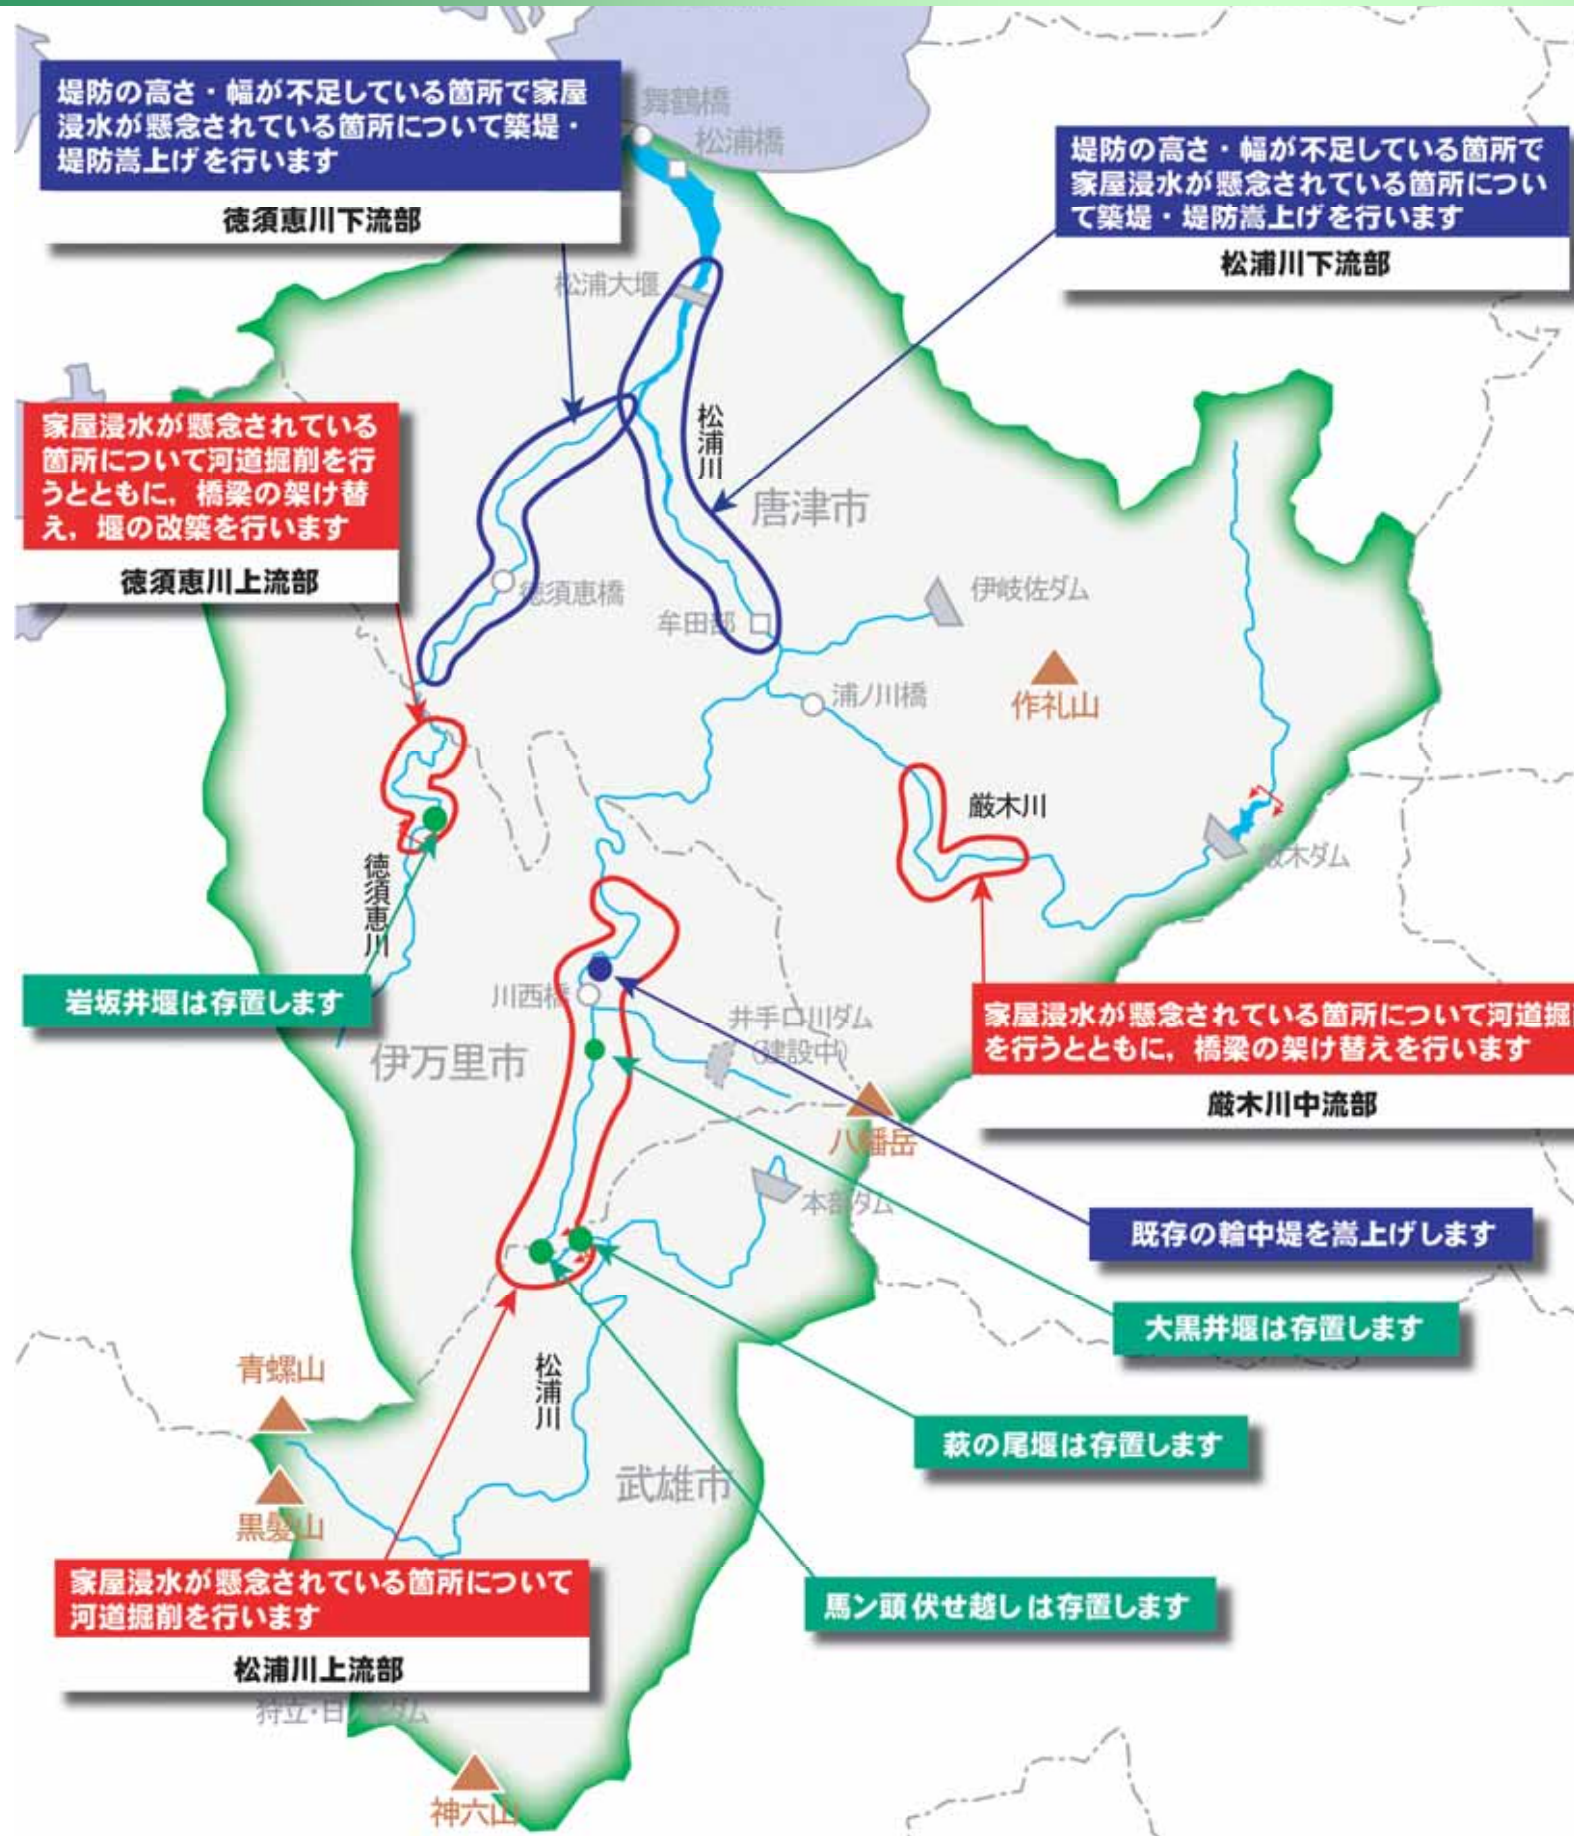 堤防の高さ・幅が不足している箇所で家屋
浸水が懸念されている箇所について築堤・
堤防嵩上げを行います
徳須恵川下流部
舞鶴橋
松浦橋
堤防の高さ・幅が不足している箇所で
家屋浸水が懸念されている箇所につい
て築堤・堤防嵩上げを行います
松浦川下流部
松浦大堰
家屋浸水が懸念されている
箇所について河道掘削を行
うとともに，橋梁の架け替
え，堰の改築を行います
徳須恵川上流部
松浦川
唐津市
徳須恵橋
牟田部
伊岐佐ダム
作礼山
浦ノ川橋
厳木川
厳木ダム
徳須恵川
岩坂井堰は存置します
川西橋
井手口川ダム
（建設中）
伊万里市
家屋浸水が懸念されている箇所について河道掘
を行うとともに，橋梁の架け替えを行います
厳木川中流部
八幡岳
本部ダム
既存の輪中堤を嵩上げします
大黒井堰は存置します
萩の尾堰は存置します
馬ン頭伏せ越しは存置します
青螺山
黒髪山
松浦川
武雄市
家屋浸水が懸念されている箇所について
河道掘削を行います
松浦川上流部
狩立・日
ダム
神六山